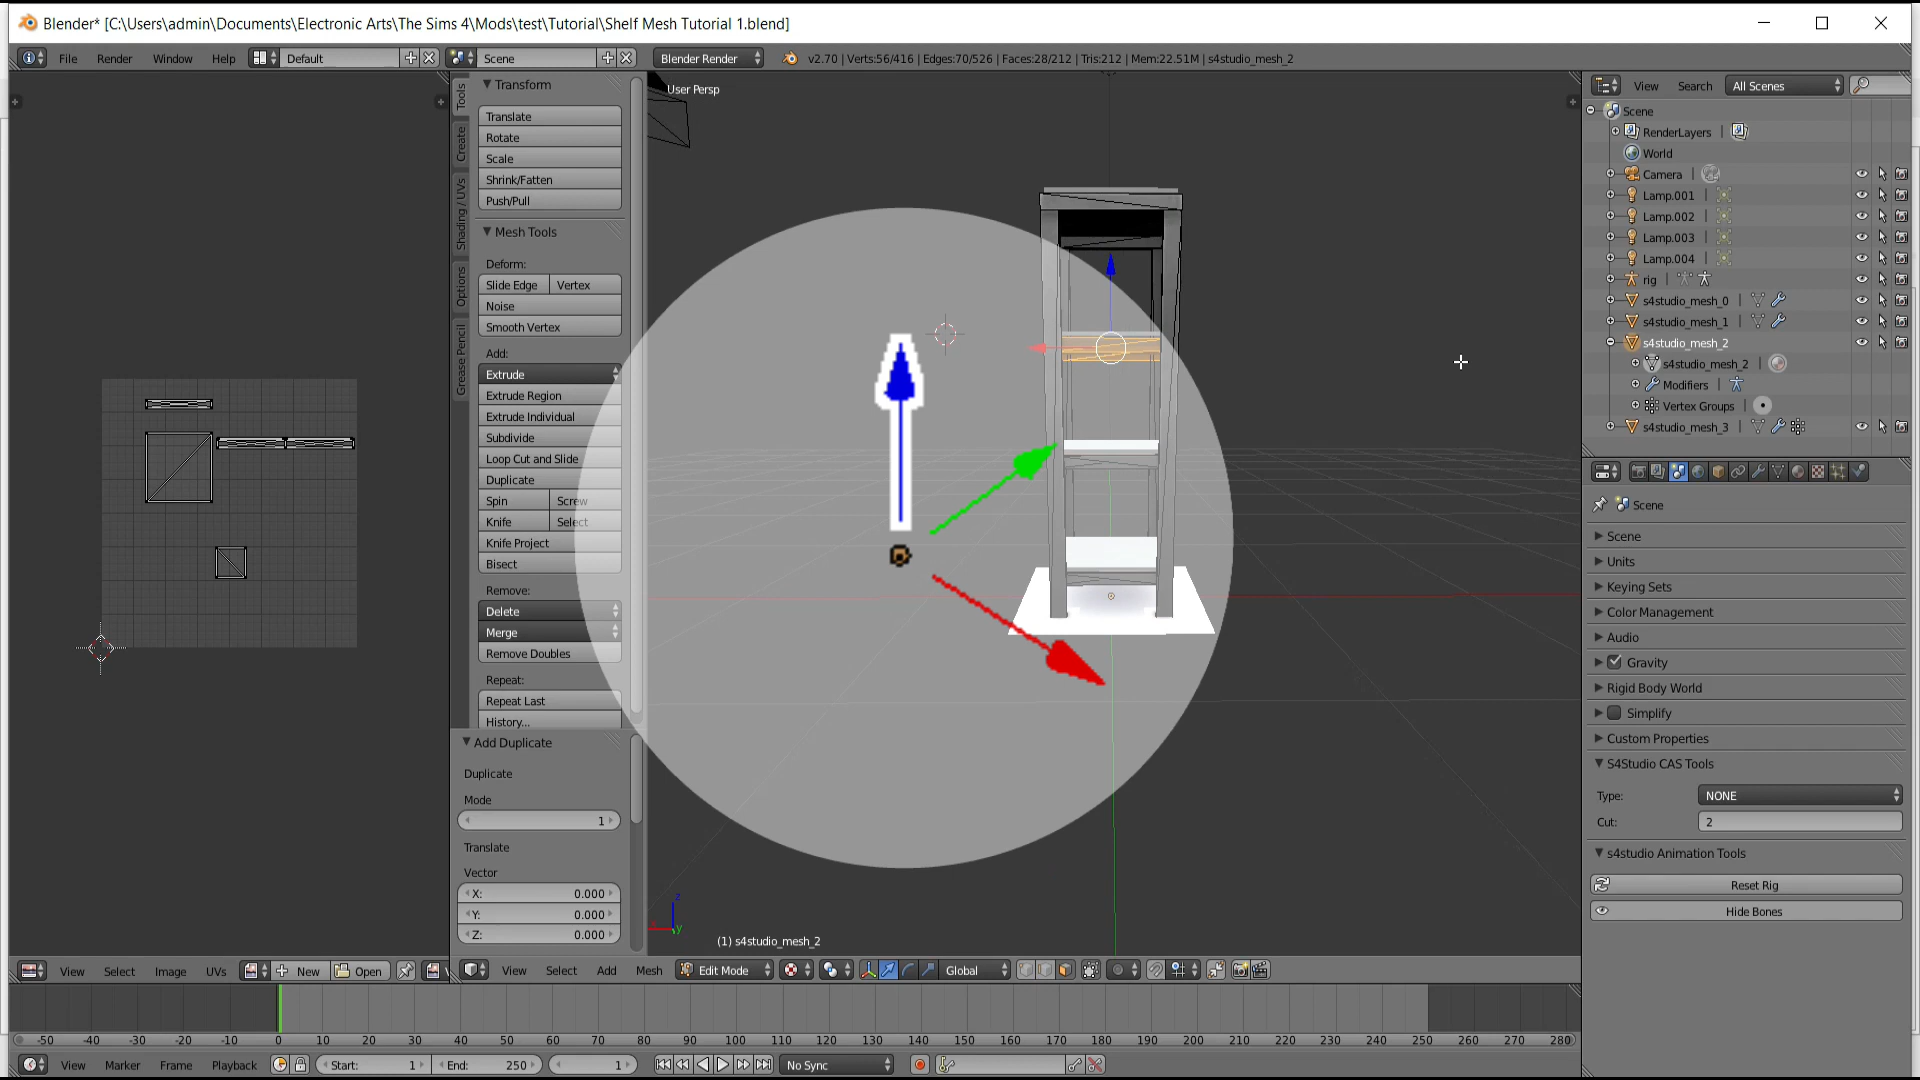 Blender* [C:\Users\admin\Documents\Electronic Arts\The Sims 4\Mods\test\Tutorial\Shelf Mesh Tutorial 1.blend]
File Render Window Help Default Scene Blender Render v2.70 | Verts:56/416 | Edges:70/526 | Faces:28/212 | Tris:212 | Mem:22.51M | s4studio_mesh_2
Tools
Create
Shading / UVs
Options
Grease Pencil
Transform
Translate
Rotate
Scale
Shrink/Fatten
Push/Pull
Mesh Tools
Deform:
Slide Edge Vertex
Noise
Smooth Vertex
Add:
Extrude
Extrude Region
Extrude Individual
Subdivide
Loop Cut and Slide
Duplicate
Spin Screw
Knife Select
Knife Project
Bisect
Remove:
Delete
Merge
Remove Doubles
Repeat:
Repeat Last
History...
Add Duplicate
Duplicate
Mode
1
Translate
Vector
X: 0.000
Y: 0.000
Z: 0.000
User Persp
z
y
(1) s4studio_mesh_2
View Search All Scenes
Scene
RenderLayers |
World
Camera |
Lamp.001 |
Lamp.002 |
Lamp.003 |
Lamp.004 |
rig |
s4studio_mesh_0 |
s4studio_mesh_1 |
s4studio_mesh_2
s4studio_mesh_2 |
Modifiers |
Vertex Groups |
s4studio_mesh_3 |
Scene
Scene
Units
Keying Sets
Color Management
Audio
Gravity
Rigid Body World
Simplify
Custom Properties
S4Studio CAS Tools
Type: NONE
Cut: 2
s4studio Animation Tools
Reset Rig
Hide Bones
View Select Image UVs New Open View Select Add Mesh Edit Mode Global
-50 -40 -30 -20 -10 0 10 20 30 40 50 60 70 80 90 100 110 120 130 140 150 160 170 180 190 200 210 220 230 240 250 260 270 280
View Marker Frame Playback Start: 1 End: 250 1 No Sync